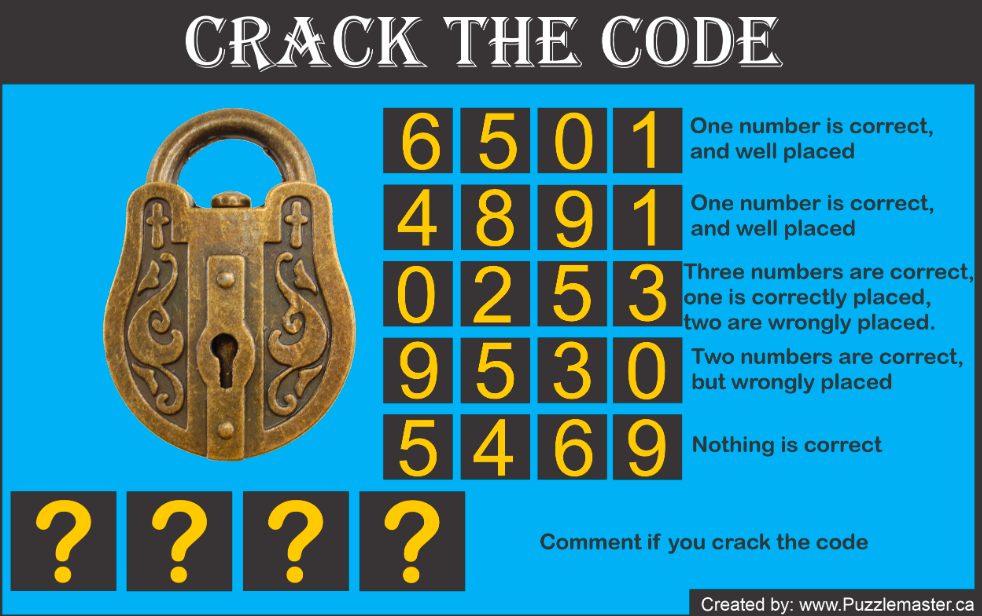 CRACK THE CODE
6 5 0 1 One number is correct,
and well placed
4 8 9 1 One number is correct,
and well placed
0 2 5 3 Three numbers are correct,
one is correctly placed,
two are wrongly placed.
9 5 3 0 Two numbers are correct,
but wrongly placed
5 4 6 9 Nothing is correct
? ? ? ? Comment if you crack the code
Created by: www.Puzzlemaster.ca